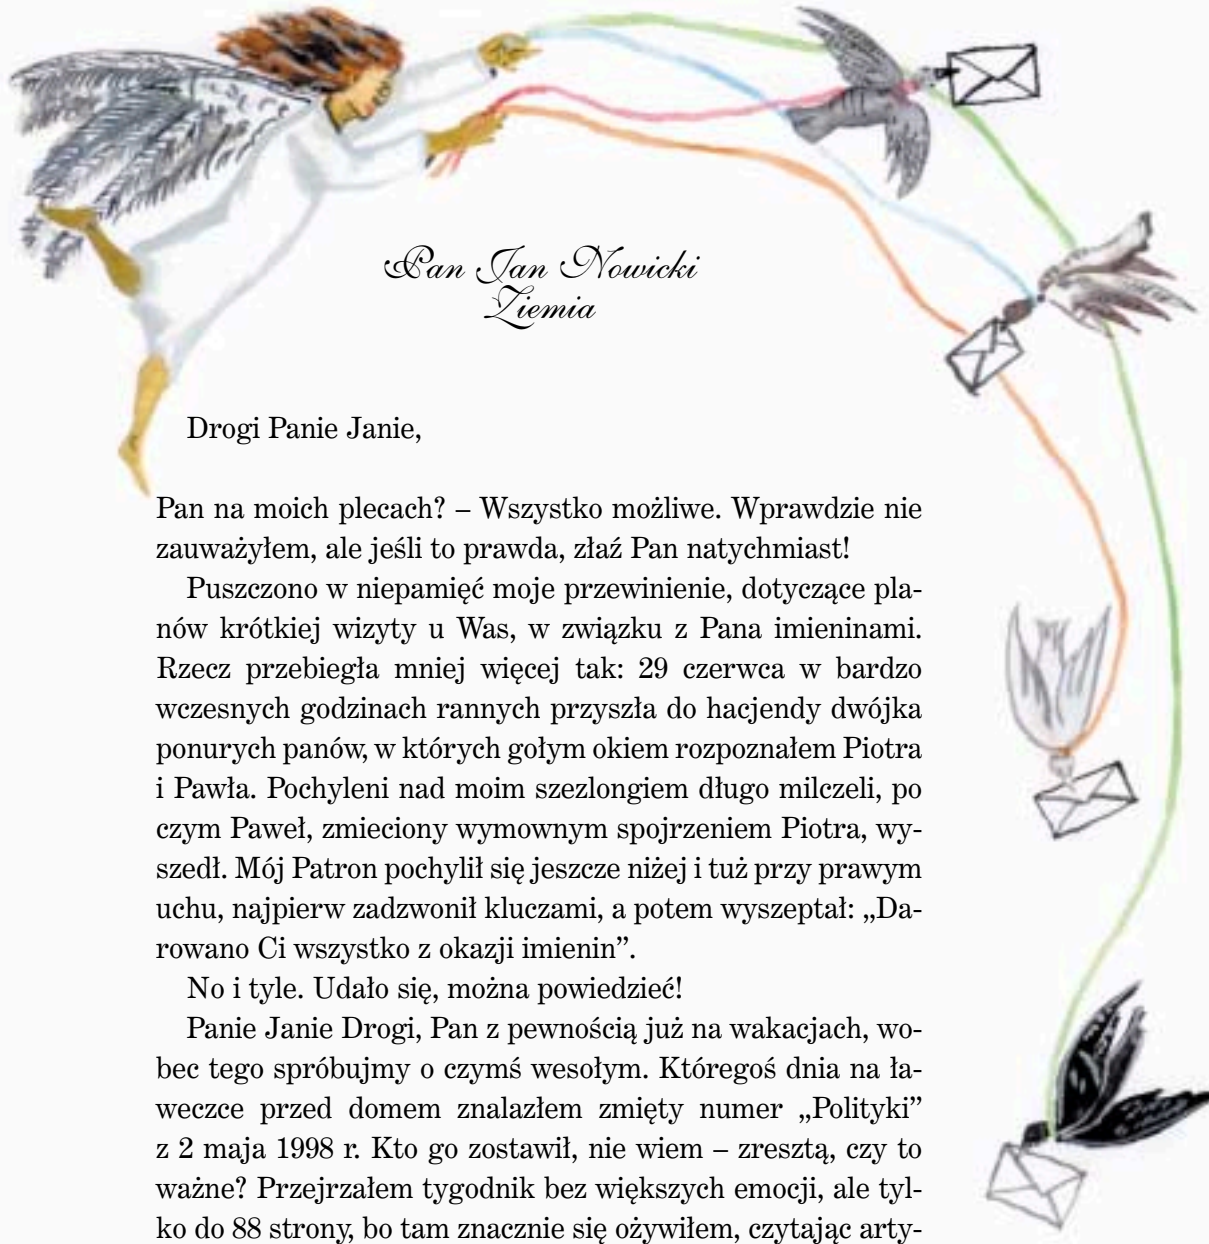 Pan Jan Nowicki
Ziemia
Drogi Panie Janie,
Pan na moich plecach? – Wszystko możliwe. Wprawdzie nie
zauważyłem, ale jeśli to prawda, złaź Pan natychmiast!
Puszczono w niepamięć moje przewinienie, dotyczące pla-
nów krótkiej wizyty u Was, w związku z Pana imieninami.
Rzecz przebiegła mniej więcej tak: 29 czerwca w bardzo
wczesnych godzinach rannych przyszła do hacjendy dwójka
ponurych panów, w których gołym okiem rozpoznałem Piotra
i Pawła. Pochyleni nad moim szezlongiem długo milczeli, po
czym Paweł, zmieciony wymownym spojrzeniem Piotra, wy-
szedł. Mój Patron pochylił się jeszcze niżej i tuż przy prawym
uchu, najpierw zadzwonił kluczami, a potem wyszeptał: „Da-
rowano Ci wszystko z okazji imienin”.
No i tyle. Udało się, można powiedzieć!
Panie Janie Drogi, Pan z pewnością już na wakacjach, wo-
bec tego spróbujmy o czymś wesołym. Któregoś dnia na ła-
weczce przed domem znalazłem zmięty numer „Polityki”
z 2 maja 1998 r. Kto go zostawił, nie wiem – zresztą, czy to
ważne? Przejrzałem tygodnik bez większych emocji, ale tyl-
ko do 88 strony, bo tam znacznie się ożywiłem, czytając arty-